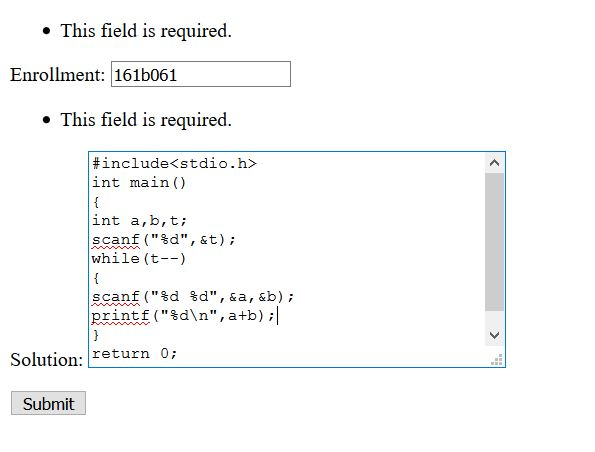 This field is required.
Enrollment: 161b061
This field is required.
#include<stdio.h>
int main()
{
int a,b,t;
scanf("%d",&t);
while(t--)
{
scanf("%d %d",&a,&b);
printf("%d\n",a+b);
}
return 0;
Solution:
Submit